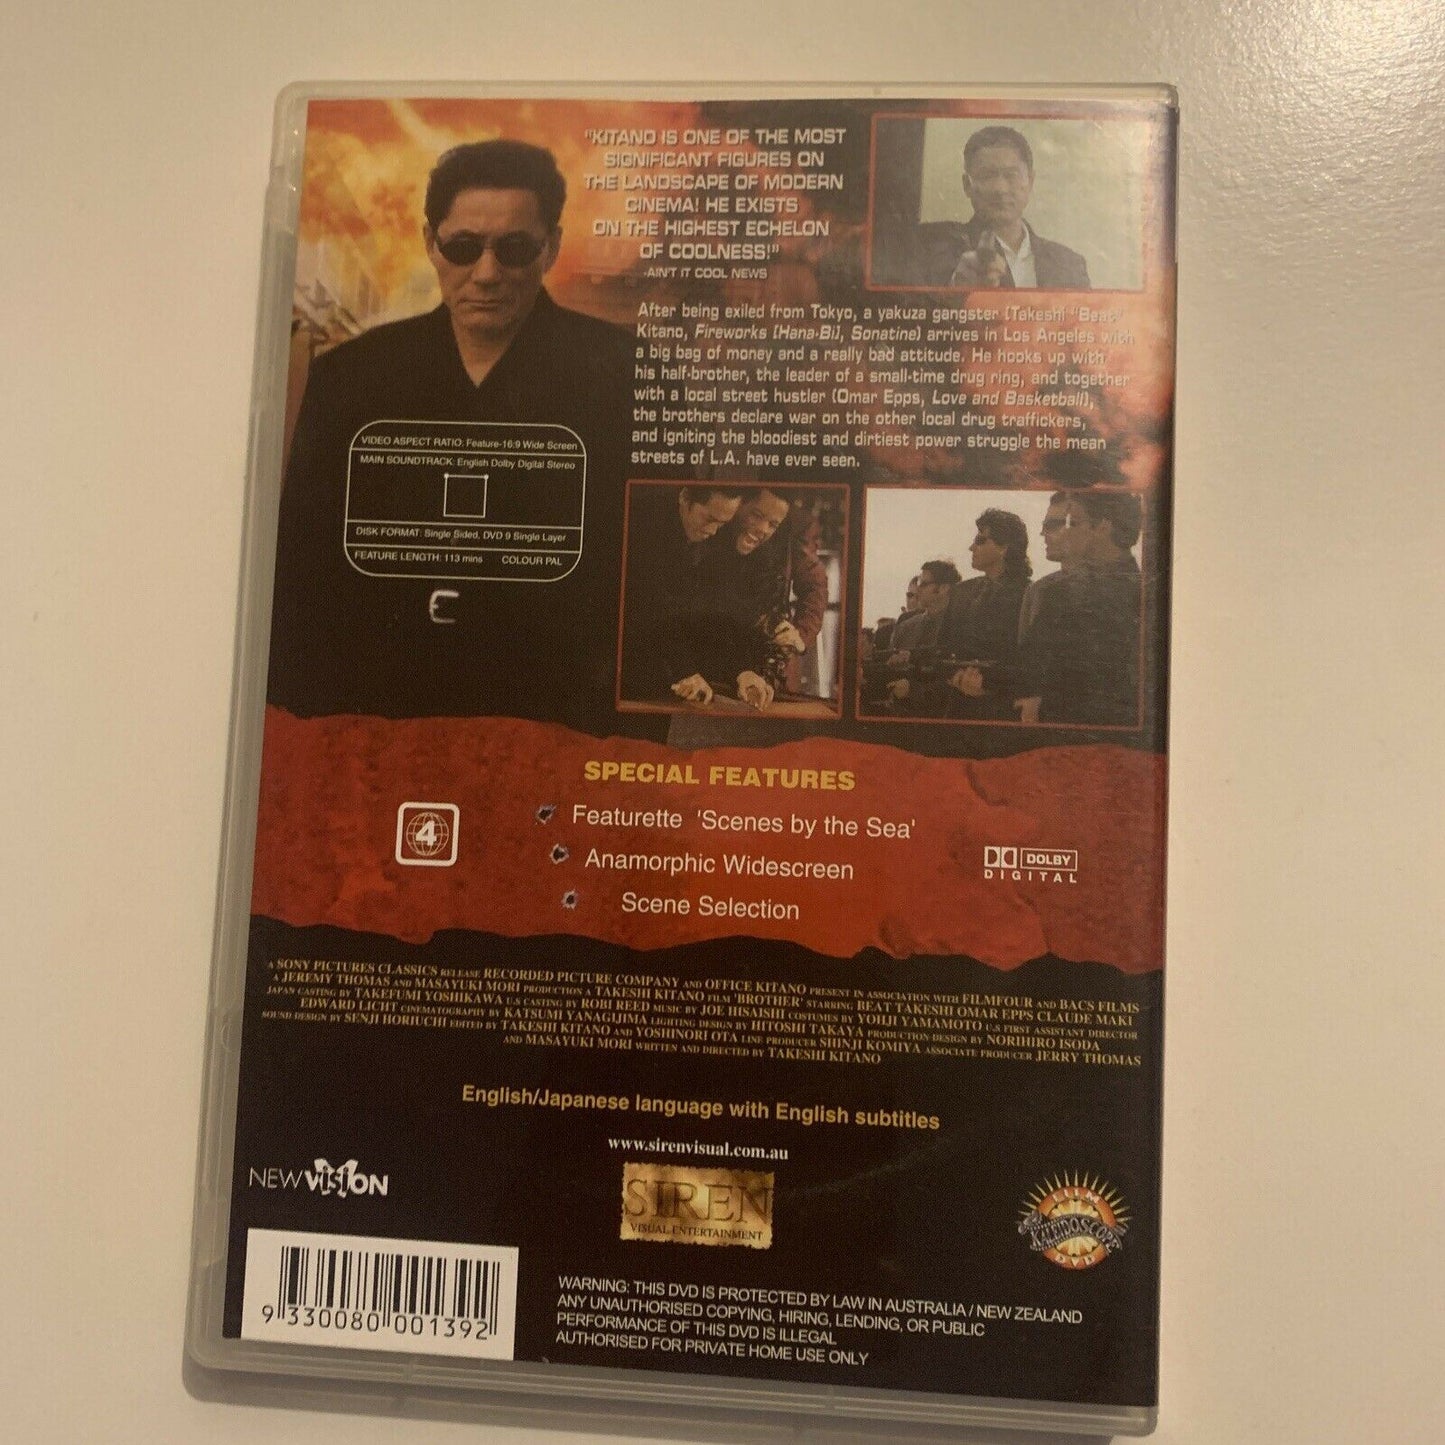 "KITANO IS ONE OF THE MOST
SIGNIFICANT FIGURES ON
THE LANDSCAPE OF MODERN
CINEMA! HE EXISTS
ON THE HIGHEST ECHELON
OF COOLNESS!"
-AIN'T IT COOL NEWS
After being exiled from Tokyo, a yakuza gangster (Takeshi "Beat"
Kitano, Fireworks [Hana-Bi], Sonatine) arrives in Los Angeles with
a big bag of money and a really bad attitude. He hooks up with
his half-brother, the leader of a small-time drug ring, and together
with a local street hustler (Omar Epps, Love and Basketball),
the brothers declare war on the other local drug traffickers,
and igniting the bloodiest and dirtiest power struggle the mean
streets of L.A. have ever seen.
VIDEO ASPECT RATIO: Feature-16:9 Wide Screen
MAIN SOUNDTRACK: English Dolby Digital Stereo
DISK FORMAT: Single Sided, DVD 9 Single Layer
FEATURE LENGTH: 113 mins COLOUR PAL
E
SPECIAL FEATURES
Featurette 'Scenes by the Sea'
Anamorphic Widescreen
Scene Selection
4
DOLBY
DIGITAL
A SONY PICTURES CLASSICS RELEASE RECORDED PICTURE COMPANY AND OFFICE KITANO PRESENT IN ASSOCIATION WITH FILMFOUR AND BACS FILMS
A JEREMY THOMAS AND MASAYUKI MORI PRODUCTION A TAKESHI KITANO FILM 'BROTHER' STARRING BEAT TAKESHI OMAR EPPS CLAUDE MAKI
JAPAN CASTING BY TAKEFUMI YOSHIKAWA U.S CASTING BY ROBI REED MUSIC BY JOE HISAISHI COSTUMES BY YOHJI YAMAMOTO U.S FIRST ASSISTANT DIRECTOR
EDWARD LICHT CINEMATOGRAPHY BY KATSUMI YANAGIJIMA LIGHTING DESIGN BY HITOSHI TAKAYA PRODUCTION DESIGN BY NORIHIRO ISODA
SOUND DESIGN BY SENJI HORIUCHI EDITED BY TAKESHI KITANO AND YOSHINORI OTA LINE PRODUCER SHINJI KOMIYA ASSOCIATE PRODUCER JERRY THOMAS
AND MASAYUKI MORI WRITTEN AND DIRECTED BY TAKESHI KITANO
English/Japanese language with English subtitles
www.sirenvisual.com.au
NEW VISION
SIREN
VISUAL ENTERTAINMENT
FILM
KALEIDOSCOPE
DVD
9 330080 001392
WARNING: THIS DVD IS PROTECTED BY LAW IN AUSTRALIA / NEW ZEALAND
ANY UNAUTHORISED COPYING, HIRING, LENDING, OR PUBLIC
PERFORMANCE OF THIS DVD IS ILLEGAL
AUTHORISED FOR PRIVATE HOME USE ONLY